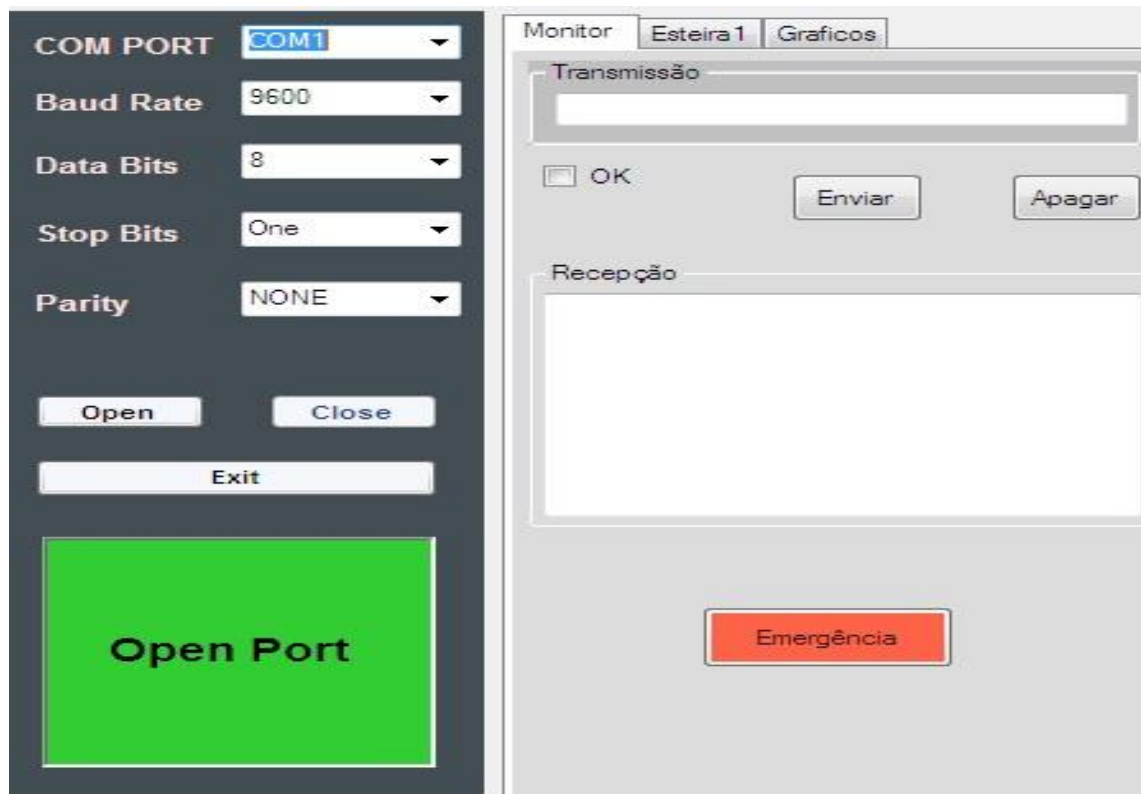 COM PORT COM1
Baud Rate 9600
Data Bits 8
Stop Bits One
Parity NONE
Open Close
Exit
Open Port
Monitor Esteira1 Graficos
Transmissão
OK Enviar Apagar
Recepção
Emergência